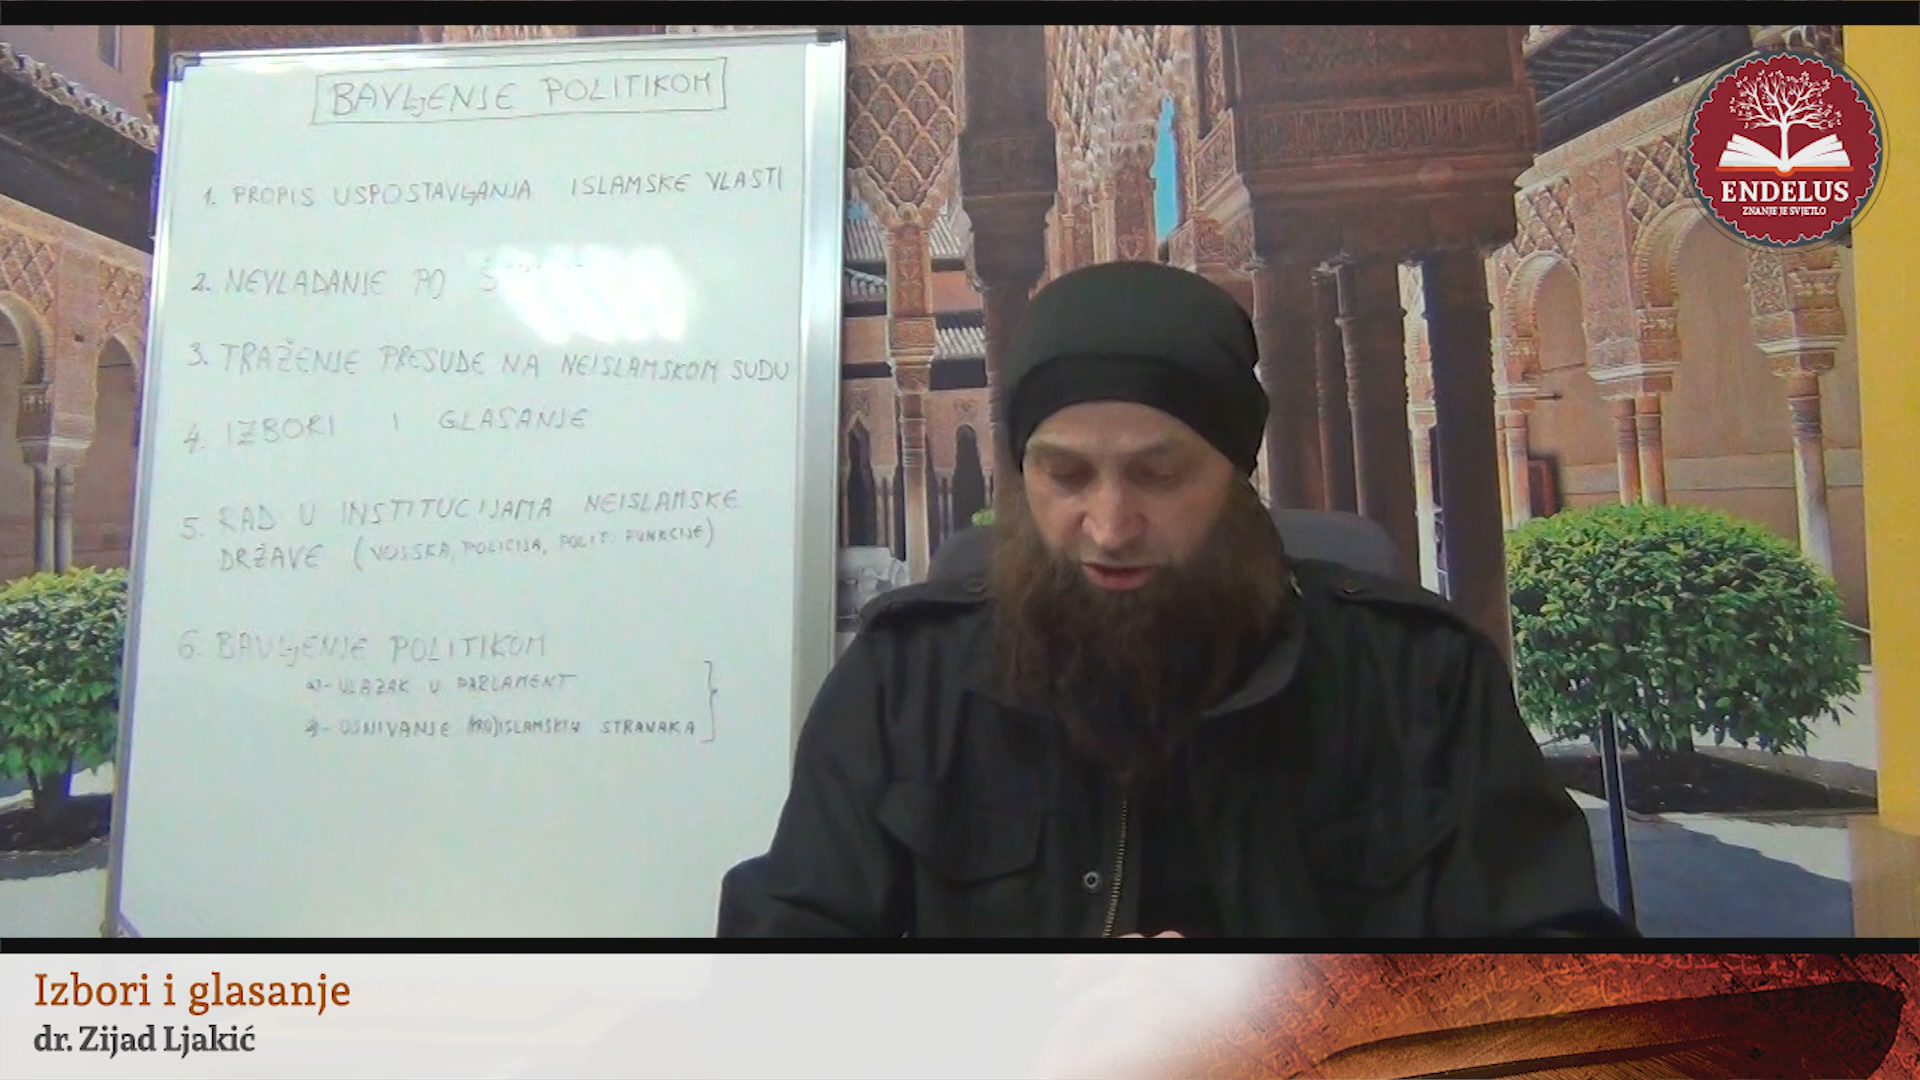 BAVLJENJE POLITIKOM
1. PROPIS USPOSTAVLJANJA ISLAMSKE VLASTI
2. NEVLADANJE PO
3. TRAŽENJE PRESUDE NA NEISLAMSKOM SUDU
4. IZBORI I GLASANJE
5. RAD U INSTITUCIJAMA NEISLAMSKE
DRŽAVE (VOJSKA, POLICIJA, POLIT. FUNKCIJE)
6. BAVLJENJE POLITIKOM
- ULAZAK U PARLAMENT
- OSNIVANJE (PRO)ISLAMSKIH STRANAKA
ENDELUS
ZNANJE JE SVJETLO
Izbori i glasanje
dr. Zijad Ljakić